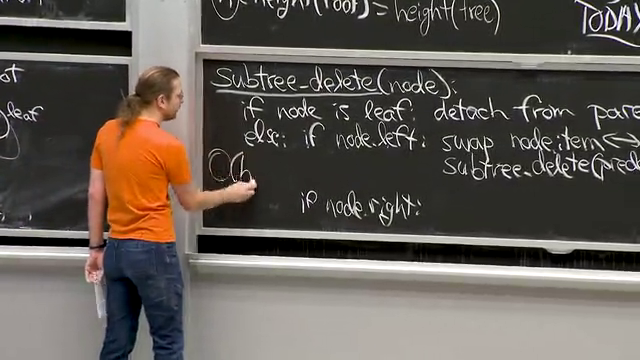 height(root) = height(tree)
TODAY
leaf
subtree_delete(node):
if node is leaf: detach from pare
else: if node.left: swap node.item ↔
subtree_delete(pred
if node.right: